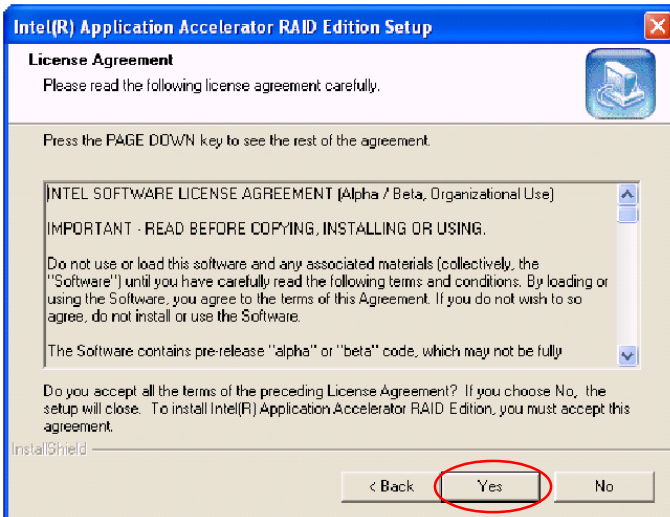 Intel(R) Application Accelerator RAID Edition Setup
License Agreement
Please read the following license agreement carefully.
Press the PAGE DOWN key to see the rest of the agreement.
INTEL SOFTWARE LICENSE AGREEMENT (Alpha / Beta, Organizational Use)
IMPORTANT - READ BEFORE COPYING, INSTALLING OR USING.
Do not use or load this software and any associated materials (collectively, the
"Software") until you have carefully read the following terms and conditions. By loading or
using the Software, you agree to the terms of this Agreement. If you do not wish to so
agree, do not install or use the Software.
The Software contains pre-release "alpha" or "beta" code, which may not be fully
Do you accept all the terms of the preceding License Agreement? If you choose No, the
setup will close. To install Intel(R) Application Accelerator RAID Edition, you must accept this
agreement.
InstallShield
< Back
Yes
No